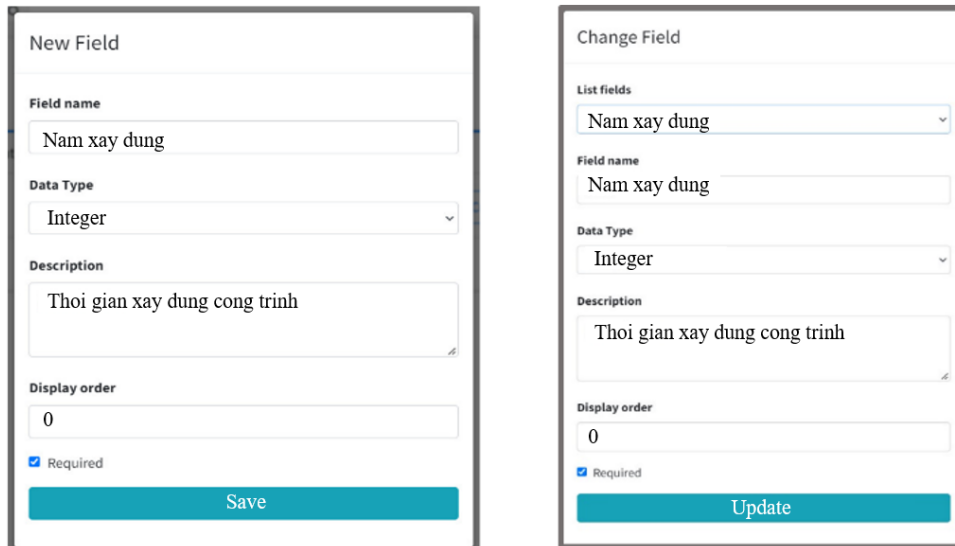 New Field
Field name
Nam xay dung
Data Type
Integer
Description
Thoi gian xay dung cong trinh
Display order
0
Required
Save
Change Field
List fields
Nam xay dung
Field name
Nam xay dung
Data Type
Integer
Description
Thoi gian xay dung cong trinh
Display order
0
Required
Update